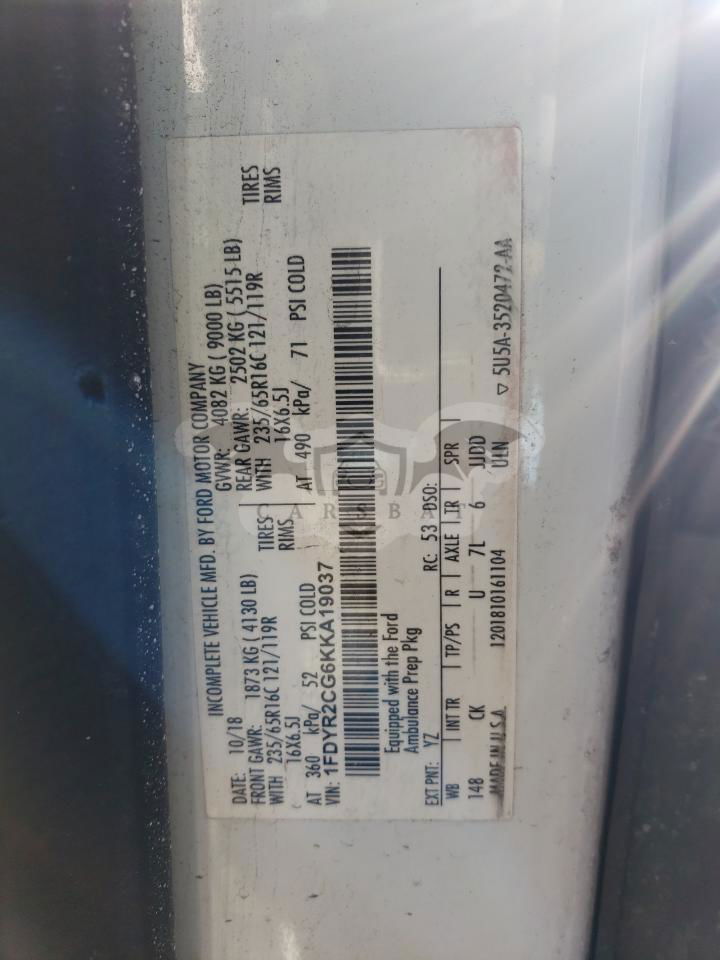 INCOMPLETE VEHICLE MFD. BY FORD MOTOR COMPANY
DATE: 10/18 GVWR: 4082 KG ( 9000 LB)
FRONT GAWR: 1873 KG ( 4130 LB) REAR GAWR: 2502 KG ( 5515 LB)
WITH 235/65R16C 121/119R TIRES WITH 235/65R16C 121/119R TIRES
16X6.5J RIMS 16X6.5J RIMS
AT 360 kPa/ 52 PSI COLD AT 490 kPa/ 71 PSI COLD
VIN: 1FDYR2CG6KKA19037
Equipped with the Ford
Ambulance Prep Pkg
EXT PNT: YZ RC: 53 DSO:
WB INT TR TP/PS R AXLE TR SPR
148 CK U 7L 6 JJDD
MADE IN U.S.A 1201810161104 ULN
▽ 5U5A-3520472-AA
CARSBAT